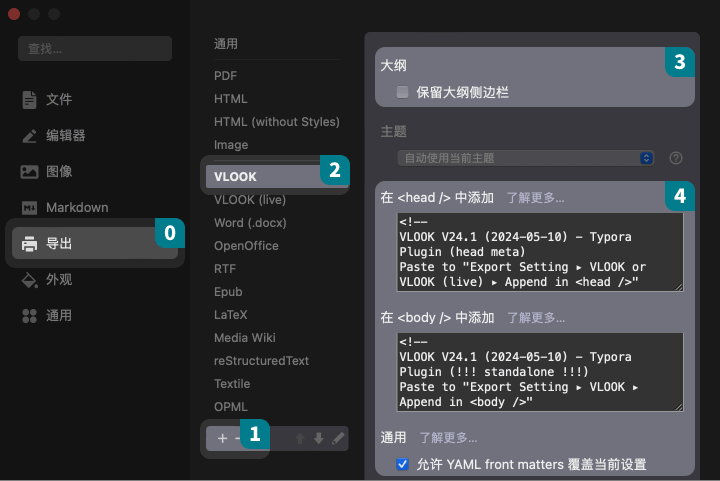 查找...
文件
编辑器
图像
Markdown
0
导出
外观
通用
通用
PDF
HTML
HTML (without Styles)
Image
2
VLOOK
VLOOK (live)
Word (.docx)
OpenOffice
RTF
Epub
LaTeX
Media Wiki
reStructuredText
Textile
OPML
1
+ −
3
大纲
保留大纲侧边栏
主题
自动使用当前主题
?
4
在 <head /> 中添加 了解更多...
<!--
VLOOK V24.1 (2024-05-10) - Typora
Plugin (head meta)
Paste to "Export Setting ▸ VLOOK or
VLOOK (live) ▸ Append in <head />"
在 <body /> 中添加 了解更多...
<!--
VLOOK V24.1 (2024-05-10) - Typora
Plugin (!!! standalone !!!)
Paste to "Export Setting ▸ VLOOK ▸
Append in <body />"
通用 了解更多...
允许 YAML front matters 覆盖当前设置